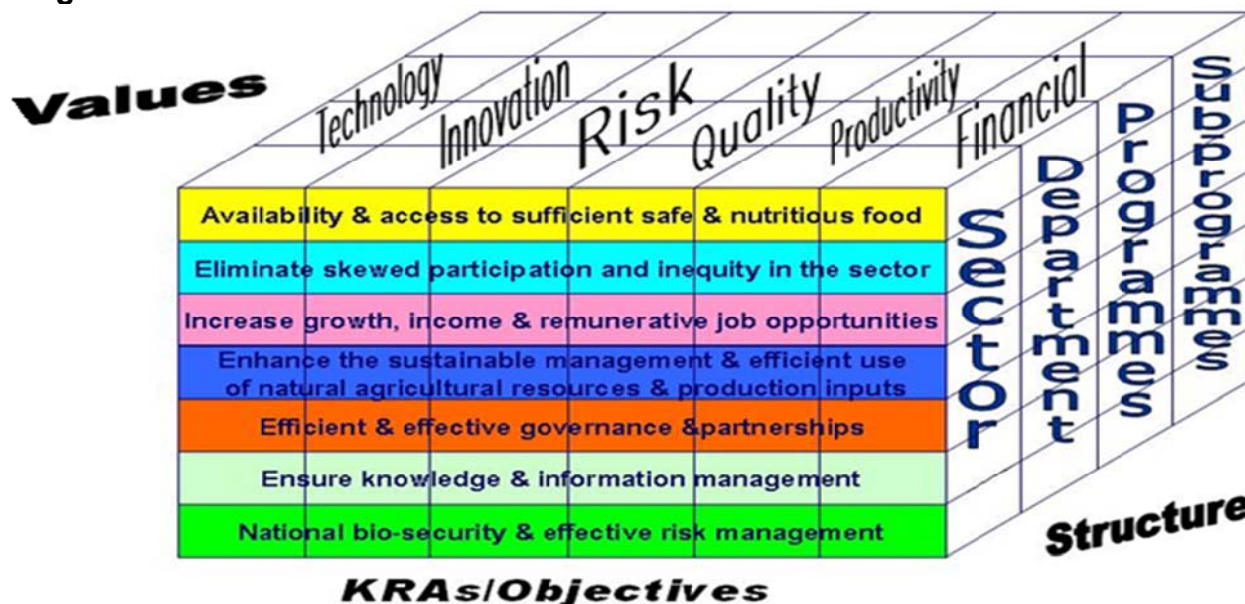 Values
Technology
Innovation
Risk
Quality
Productivity
Financial
Availability & access to sufficient safe & nutritious food
Eliminate skewed participation and inequity in the sector
Increase growth, income & remunerative job opportunities
Enhance the sustainable management & efficient use
of natural agricultural resources & production inputs
Efficient & effective governance &partnerships
Ensure knowledge & information management
National bio-security & effective risk management
Sector
Department
Programmes
Subprogrammes
Structure
KRAs/Objectives